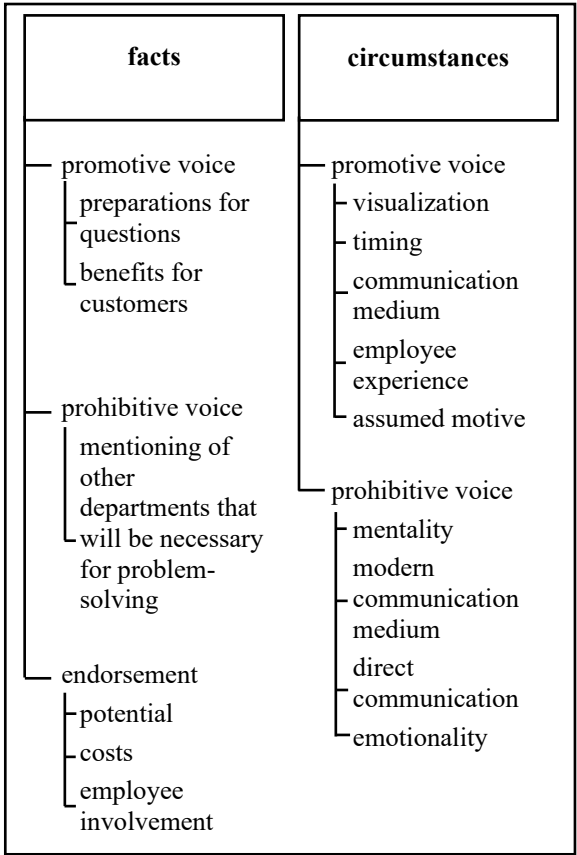 facts
promotive voice
preparations for
questions
benefits for
customers
prohibitive voice
mentioning of
other
departments that
will be necessary
for problem-
solving
endorsement
potential
costs
employee
involvement
circumstances
promotive voice
visualization
timing
communication
medium
employee
experience
assumed motive
prohibitive voice
mentality
modern
communication
medium
direct
communication
emotionality